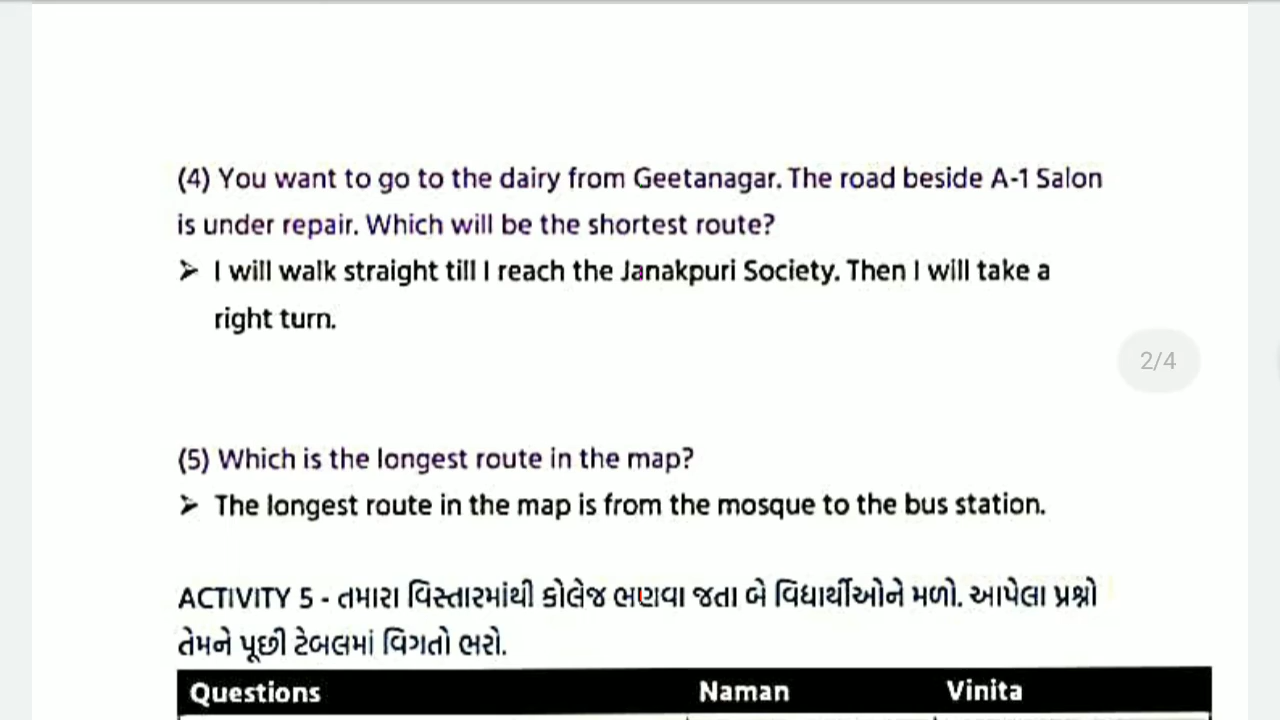 (4) You want to go to the dairy from Geetanagar. The road beside A-1 Salon
is under repair. Which will be the shortest route?
➢ I will walk straight till I reach the Janakpuri Society. Then I will take a
right turn.
2/4
(5) Which is the longest route in the map?
➢ The longest route in the map is from the mosque to the bus station.
ACTIVITY 5 - તમારા વિસ્તારમાંથી કોલેજ ભણવા જતા બે વિદ્યાર્થીઓને મળો. આપેલા પ્રશ્નો
તેમને પૂછી ટેબલમાં વિગતો ભરો.
Questions Naman Vinita